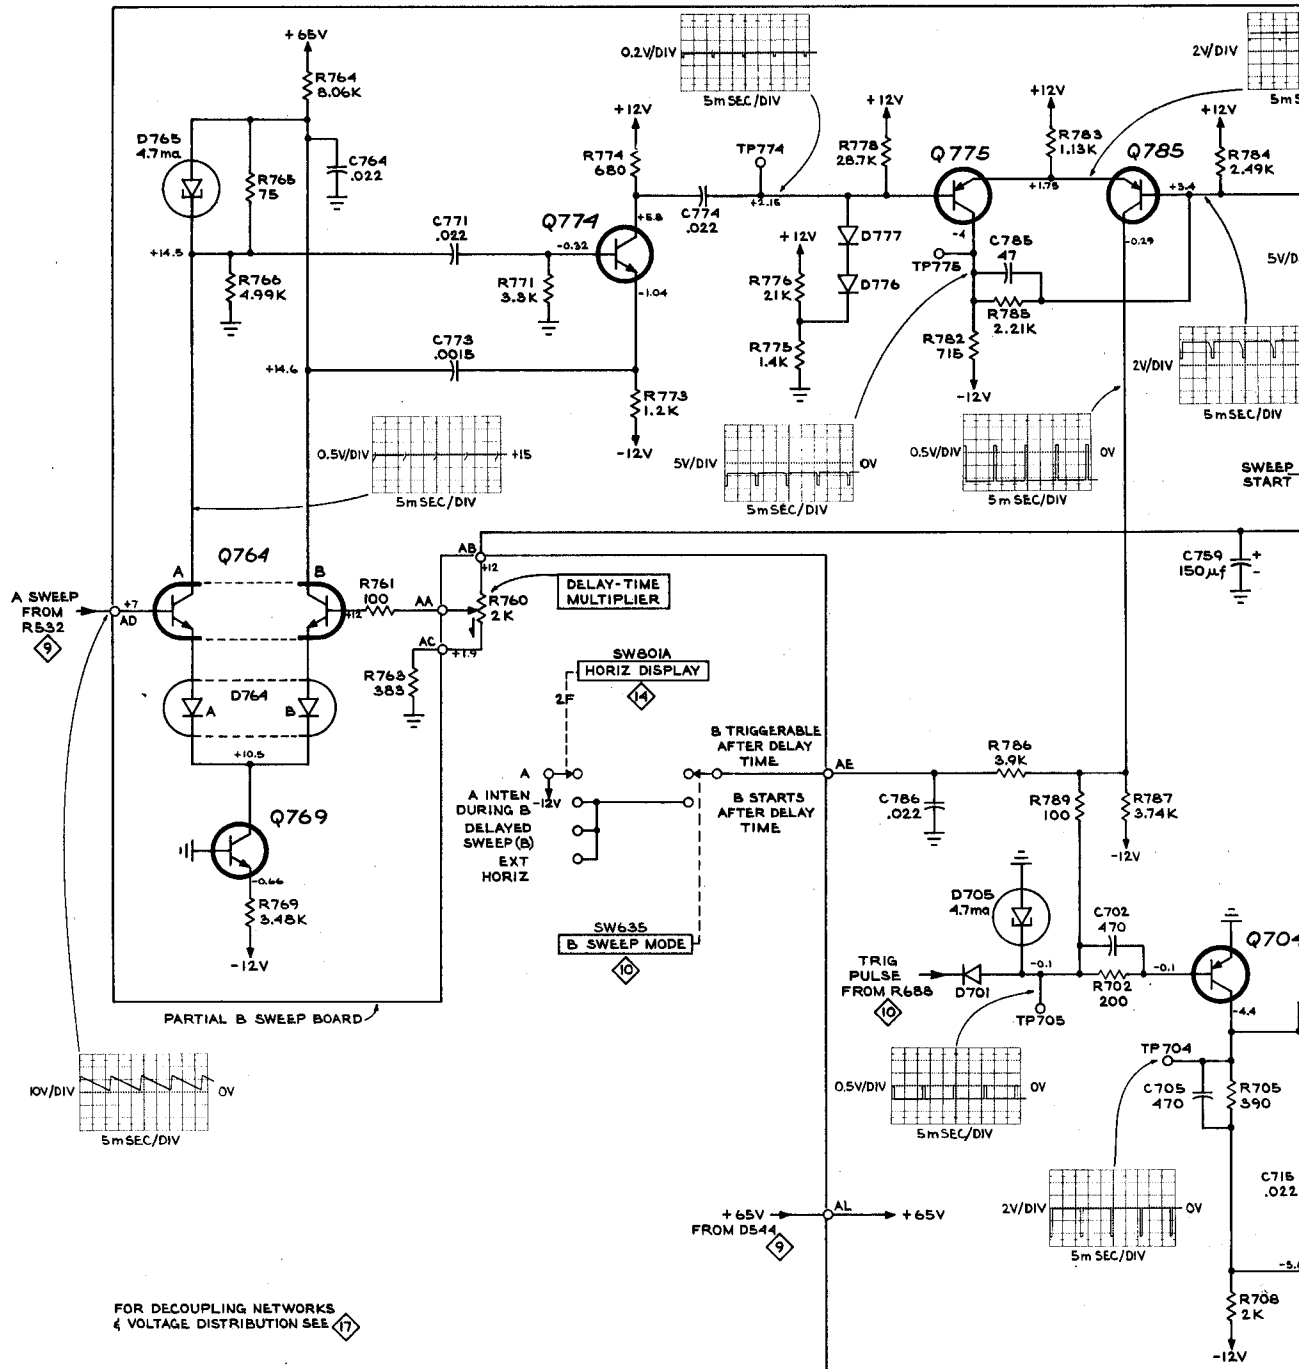 +65V
R764
8.06K
D765
4.7ma
R765
75
C764
.022
+14.5
R766
4.99K
C771
.022
R771
3.3K
-0.32
Q774
+12V
R774
680
+5.8
-1.04
C773
.0015
+14.6
R773
1.2K
-12V
0.2V/DIV
5mSEC/DIV
TP774
C774
.022
+2.15
+12V
R778
28.7K
D777
D776
+12V
R776
21K
R775
1.4K
Q775
-4
TP775
C785
47
R785
2.21K
R782
715
-12V
+12V
R783
1.13K
+1.75
Q785
-0.29
+3.4
2V/DIV
5mS
+12V
R784
2.49K
5V/D
2V/DIV
5mSEC/DIV
0.5V/DIV
+15
5mSEC/DIV
5V/DIV
0V
5mSEC/DIV
0.5V/DIV
0V
5mSEC/DIV
SWEEP
START
Q764
A
B
A SWEEP
FROM
R532
9
+7
AD
R761
100
+12
AA
AB
+12
R760
2K
DELAY-TIME
MULTIPLIER
AC
+1.9
R763
383
C759
150µf
+
-
D764
A
B
+10.5
Q769
-0.66
R769
3.48K
-12V
SW801A
HORIZ DISPLAY
14
2F
A
-12V
A INTEN
DURING B
DELAYED
SWEEP (B)
EXT
HORIZ
B TRIGGERABLE
AFTER DELAY
TIME
B STARTS
AFTER DELAY
TIME
SW635
B SWEEP MODE
10
AE
C786
.022
R786
3.9K
R789
100
R787
3.74K
-12V
D705
4.7ma
C702
470
R702
200
-0.1
-0.1
Q704
-4.4
TRIG
PULSE
FROM R688
10
D701
TP705
PARTIAL B SWEEP BOARD
10V/DIV
0V
5mSEC/DIV
0.5V/DIV
0V
5mSEC/DIV
TP704
C705
470
R705
390
2V/DIV
0V
5mSEC/DIV
C715
.022
R708
2K
-12V
+65V
FROM D544
9
AL
+65V
FOR DECOUPLING NETWORKS
& VOLTAGE DISTRIBUTION SEE 17